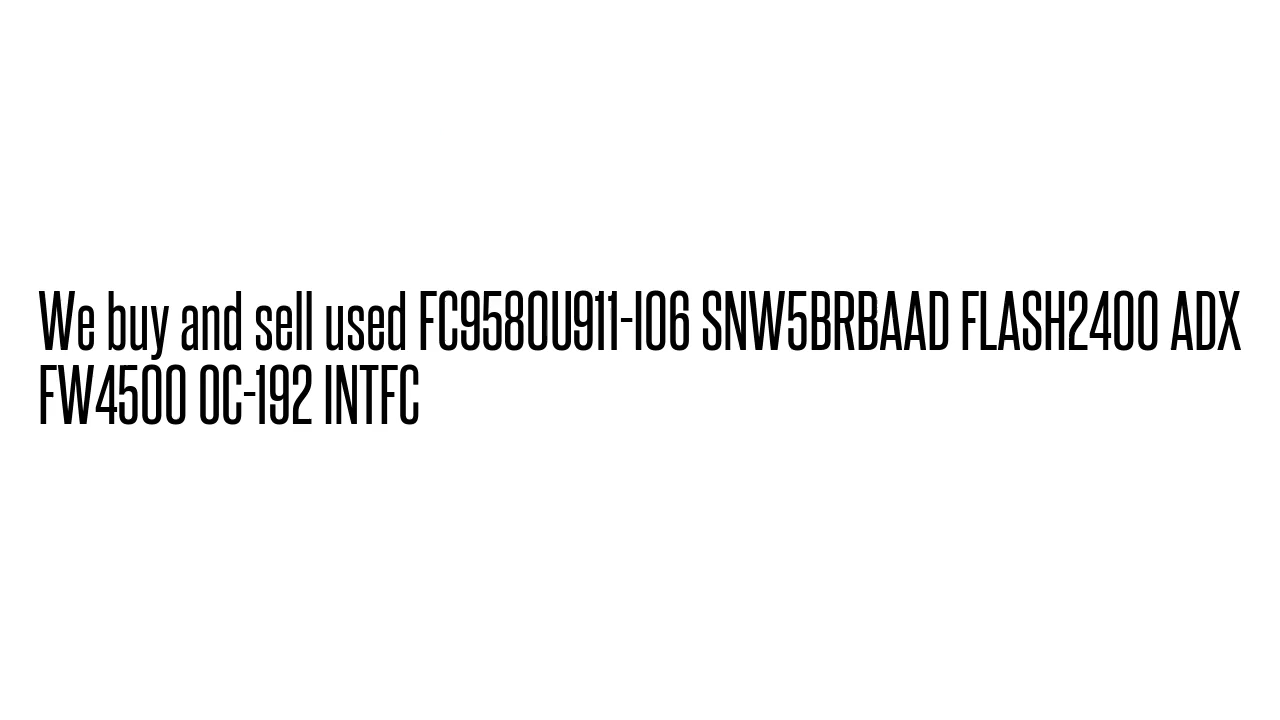 We buy and sell used FC9580U911-I06 SNW5BRBAAD FLASH2400 ADX
FW4500 OC-192 INTFC